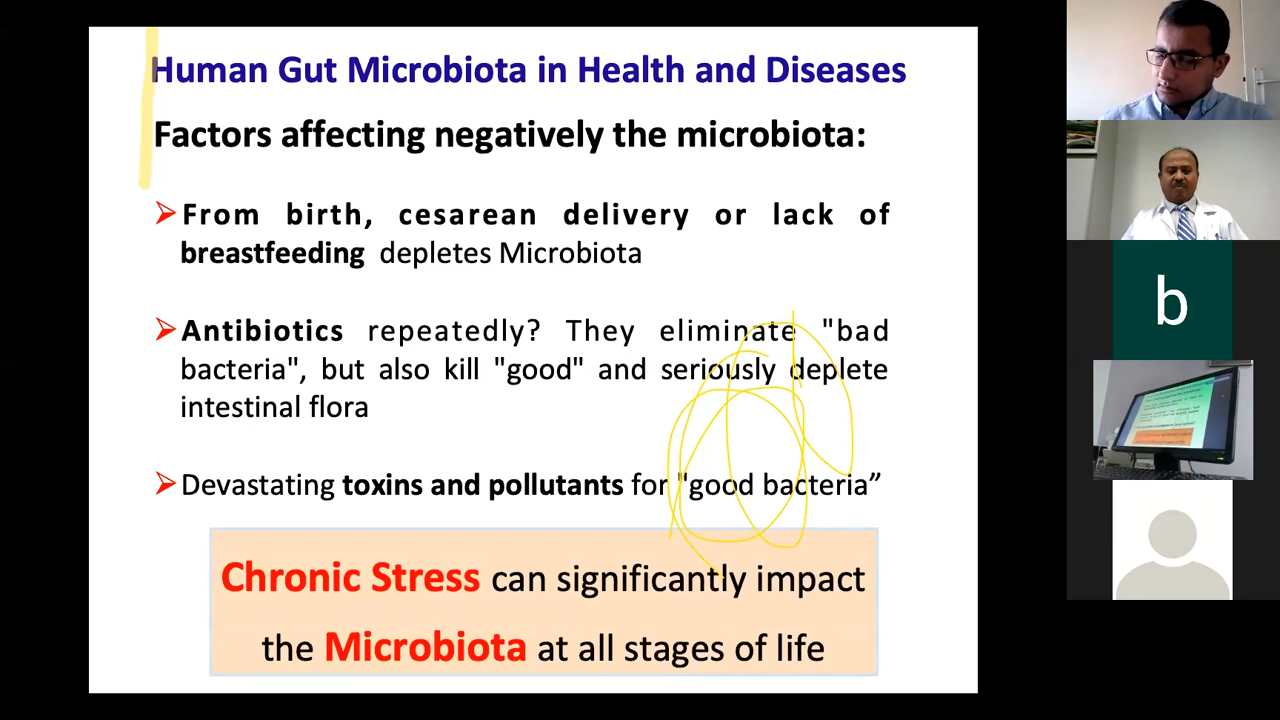 Human Gut Microbiota in Health and Diseases
Factors affecting negatively the microbiota:
From birth, cesarean delivery or lack of
breastfeeding depletes Microbiota
Antibiotics repeatedly? They eliminate "bad
bacteria", but also kill "good" and seriously deplete
intestinal flora
Devastating toxins and pollutants for "good bacteria”
Chronic Stress can significantly impact
the Microbiota at all stages of life
b